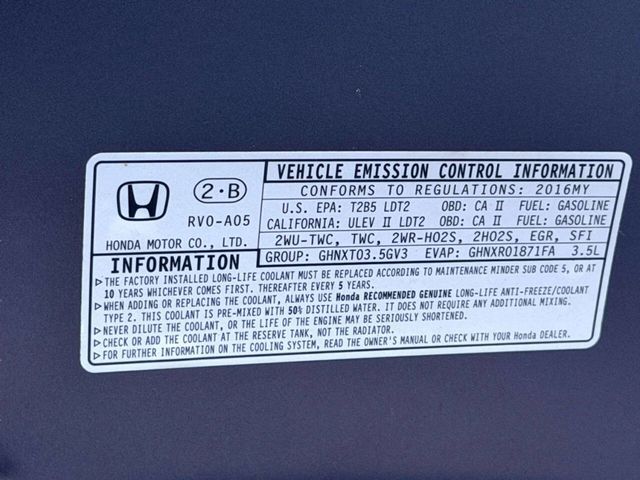 VEHICLE EMISSION CONTROL INFORMATION
2·B
CONFORMS TO REGULATIONS: 2016MY
U.S. EPA: T2B5 LDT2 OBD: CA II FUEL: GASOLINE
RV0-A05
CALIFORNIA: ULEV II LDT2 OBD: CA II FUEL: GASOLINE
HONDA MOTOR CO., LTD.
2WU-TWC, TWC, 2WR-HO2S, 2HO2S, EGR, SFI
GROUP: GHNXT03.5GV3 EVAP: GHNXR01871FA 3.5L
INFORMATION
▷THE FACTORY INSTALLED LONG-LIFE COOLANT MUST BE REPLACED ACCORDING TO MAINTENANCE MINDER SUB CODE 5, OR AT
10 YEARS WHICHEVER COMES FIRST. THEREAFTER EVERY 5 YEARS.
▷WHEN ADDING OR REPLACING THE COOLANT, ALWAYS USE Honda RECOMMENDED GENUINE LONG-LIFE ANTI-FREEZE/COOLANT
TYPE 2. THIS COOLANT IS PRE-MIXED WITH 50% DISTILLED WATER. IT DOES NOT REQUIRE ANY ADDITIONAL MIXING.
▷NEVER DILUTE THE COOLANT, OR THE LIFE OF THE ENGINE MAY BE SERIOUSLY SHORTENED.
▷CHECK OR ADD THE COOLANT AT THE RESERVE TANK, NOT THE RADIATOR.
▷FOR FURTHER INFORMATION ON THE COOLING SYSTEM, READ THE OWNER'S MANUAL OR CHECK WITH YOUR Honda DEALER.